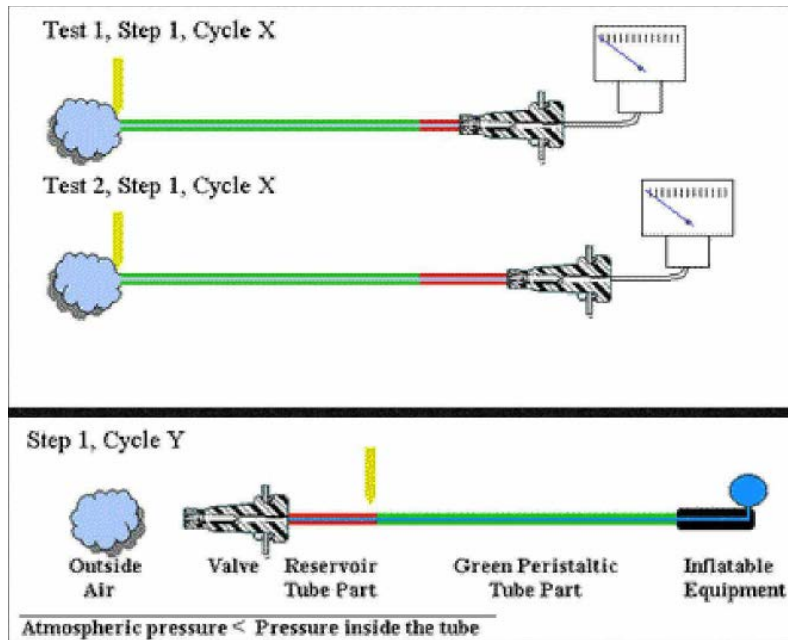 Test 1, Step 1, Cycle X
Test 2, Step 1, Cycle X
Step 1, Cycle Y
Outside Air
Valve
Reservoir Tube Part
Green Peristaltic Tube Part
Inflatable Equipment
Atmospheric pressure < Pressure inside the tube